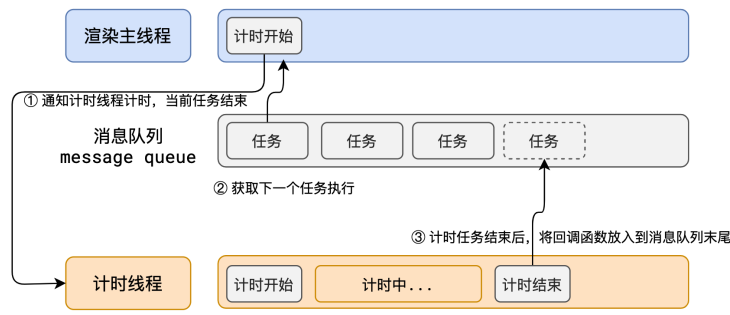 渲染主线程
计时开始
① 通知计时线程计时，当前任务结束
消息队列
message queue
任务
任务
任务
任务
② 获取下一个任务执行
③ 计时任务结束后，将回调函数放入到消息队列末尾
计时线程
计时开始
计时中...
计时结束